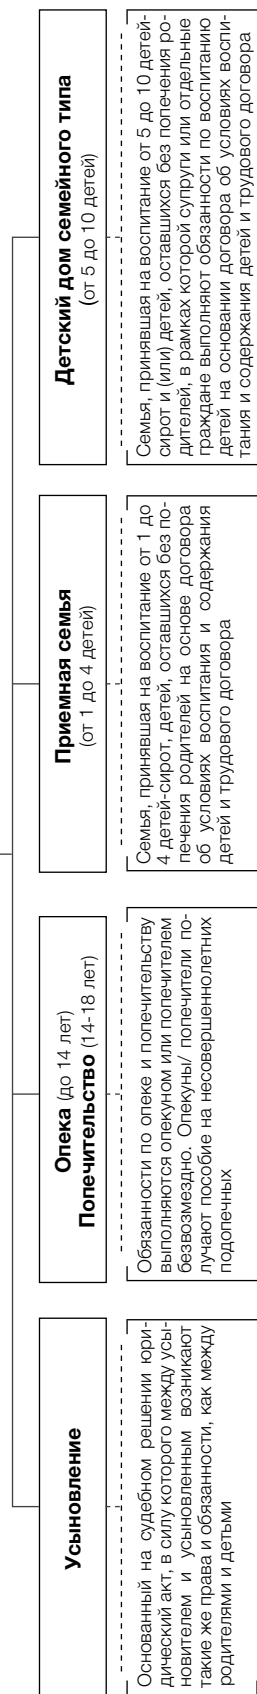 Усыновление
Основанный на судебном решении юри-
дический акт, в силу которого между усы-
новителем и усыновленным возникают
такие же права и обязанности, как между
родителями и детьми
Опека (до 14 лет)
Попечительство (14-18 лет)
Обязанности по опеке и попечительству
выполняются опекуном или попечителем
безвозмездно. Опекуны/ попечители по-
лучают пособие на несовершеннолетних
подопечных
Приемная семья
(от 1 до 4 детей)
Семья, принявшая на воспитание от 1 до
4 детей-сирот, детей, оставшихся без по-
печения родителей на основе договора
об условиях воспитания и содержания
детей и трудового договора
Детский дом семейного типа
(от 5 до 10 детей)
Семья, принявшая на воспитание от 5 до 10 детей-
сирот и (или) детей, оставшихся без попечения ро-
дителей, в рамках которой супруги или отдельные
граждане выполняют обязанности по воспитанию
детей на основании договора об условиях воспи-
тания и содержания детей и трудового договора